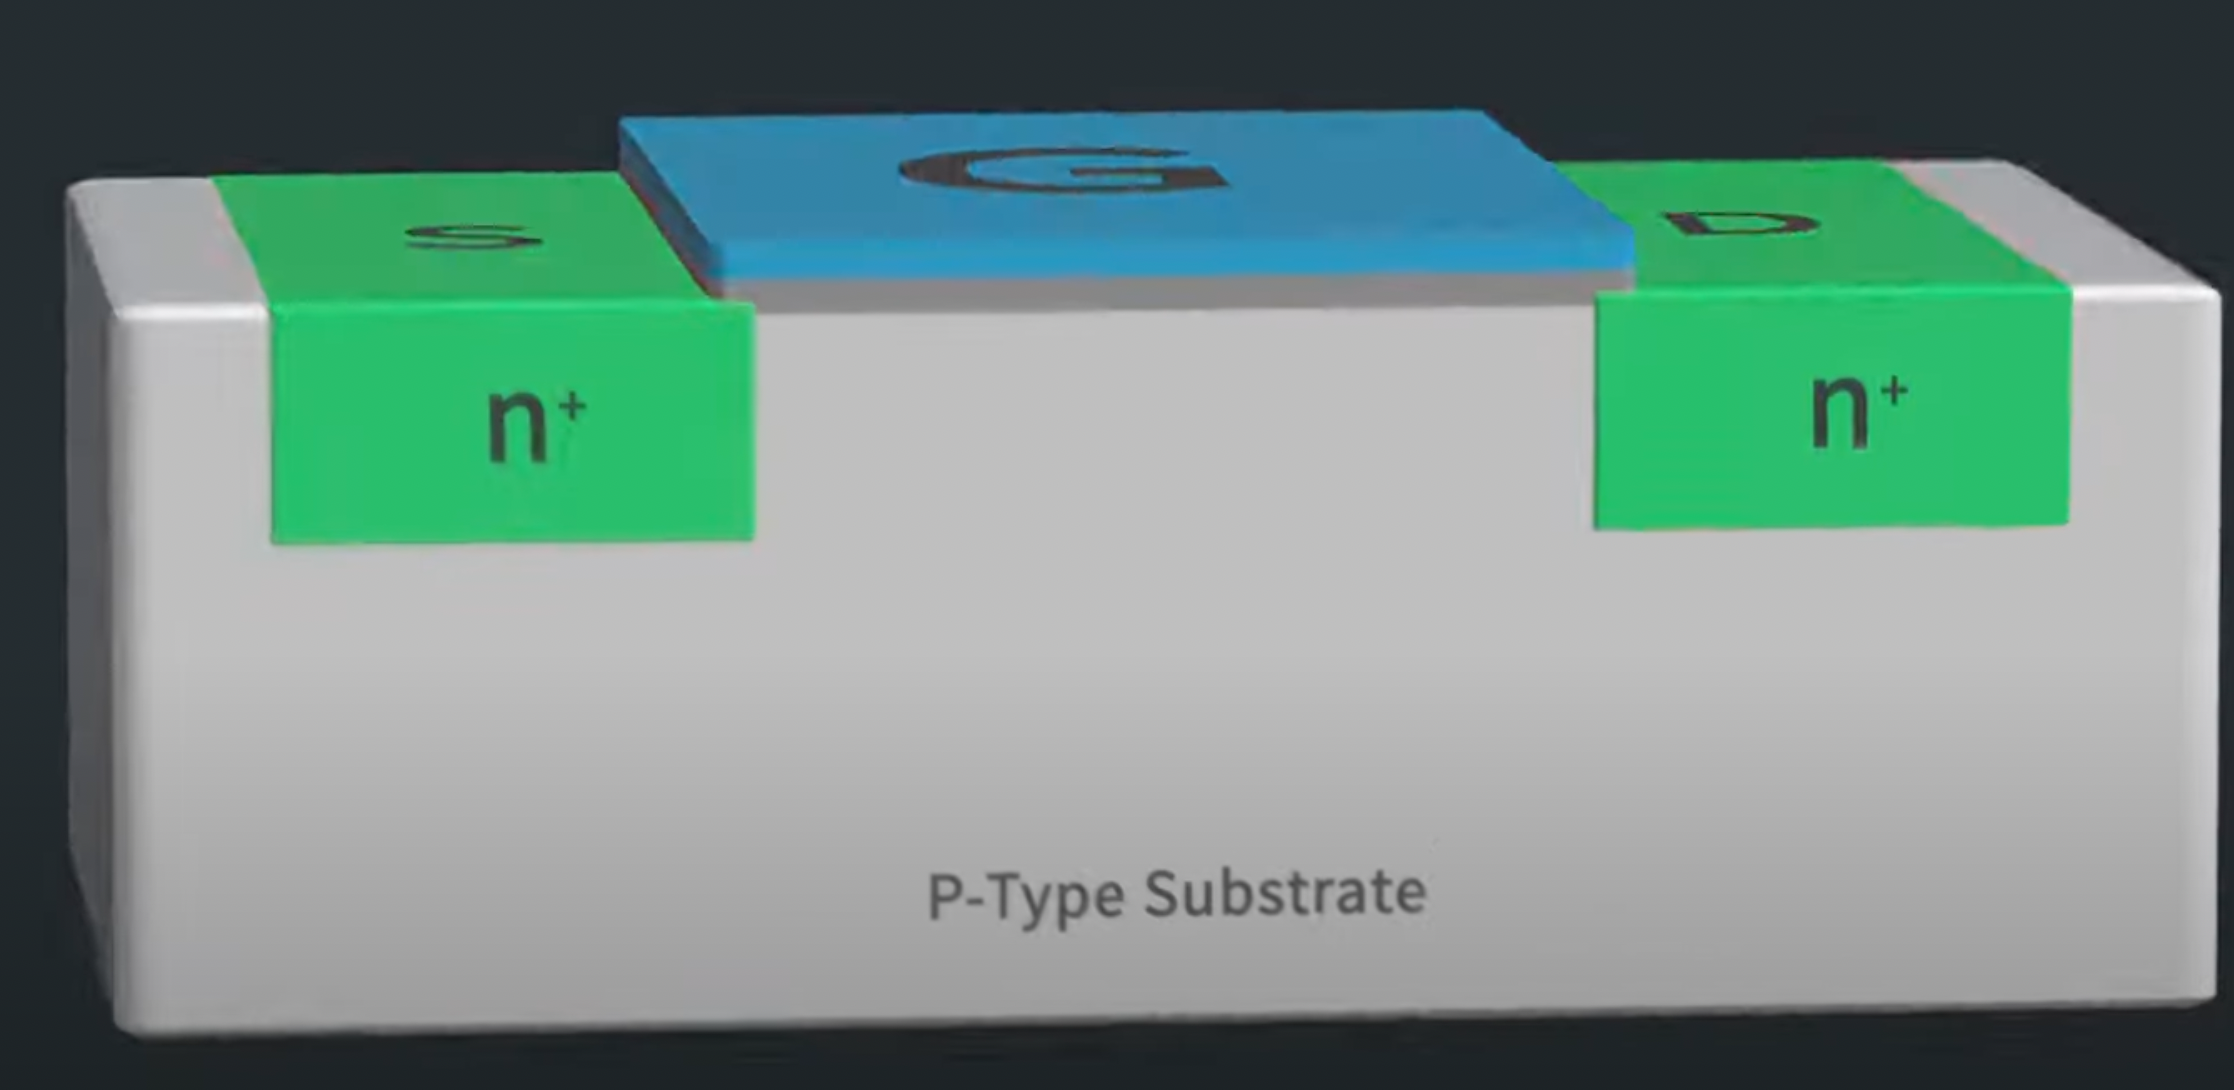 G
S
D
n⁺
n⁺
P-Type Substrate